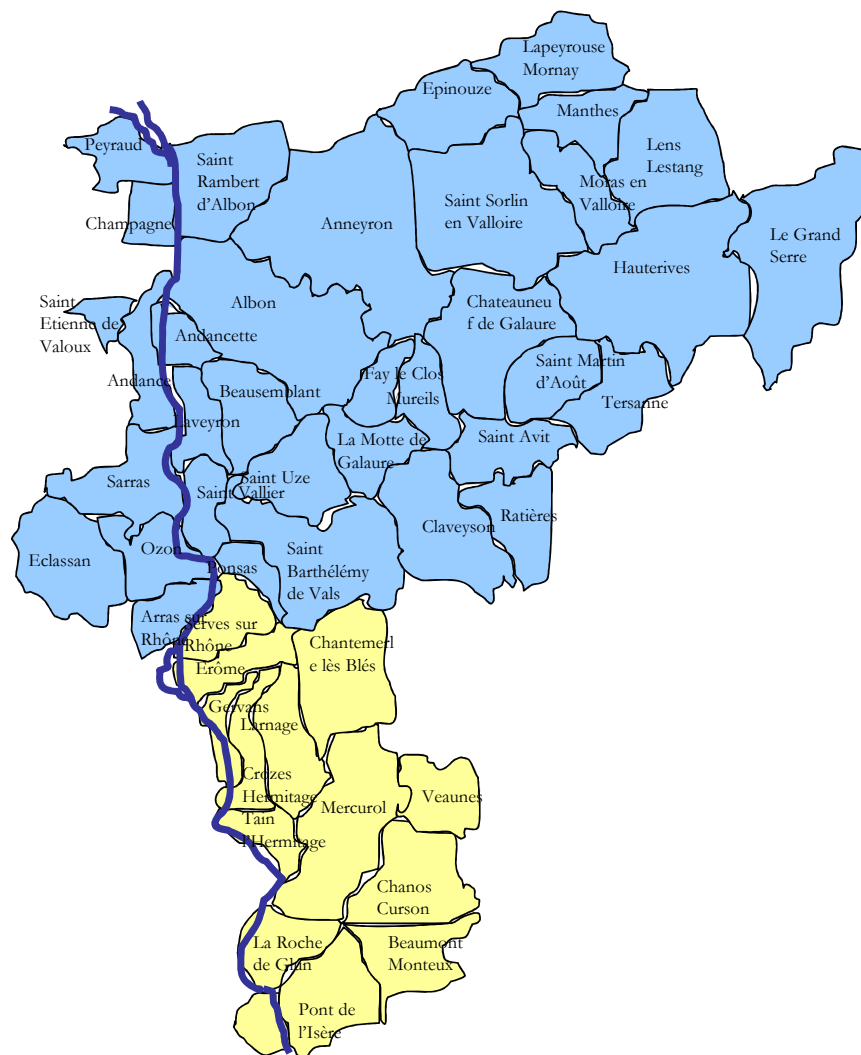 Lapeyrouse
Mornay
Epinouze
Manthes
Peyraud
Saint
Rambert
d'Albon
Lens
Lestang
Moras en
Valloire
Saint Sorlin
en Valloire
Champagne
Anneyron
Le Grand
Serre
Hauterives
Saint
Etienne de
Valoux
Albon
Chateauneu
f de Galaure
Andancette
Saint Martin
d'Août
Andance
Beausemblant
Fay le Clos
Mureils
Tersanne
Laveyron
La Motte de
Galaure
Saint Avit
Sarras
Saint Uze
Saint Vallier
Claveyson
Ratières
Eclassan
Ozon
Saint
Barthélémy
de Vals
Ponsas
Arras sur
Rhône
Serves sur
Rhône
Chantemerl
e lès Blés
Erôme
Gervans
Larnage
Crozes
Hermitage
Mercurol
Veaunes
Tain
l'Hermitage
Chanos
Curson
La Roche
de Glun
Beaumont
Monteux
Pont de
l'Isère